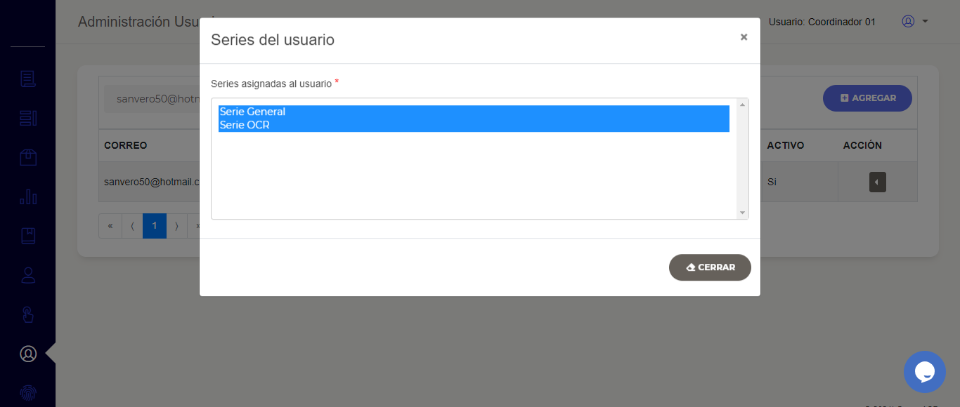 Administración Usu
Usuario: Coordinador 01
Series del usuario
×
Series asignadas al usuario *
Serie General
Serie OCR
sanvero50@hotm
AGREGAR
CORREO
ACTIVO
ACCIÓN
sanvero50@hotmail.c
Si
« ⟨ 1 ⟩
CERRAR